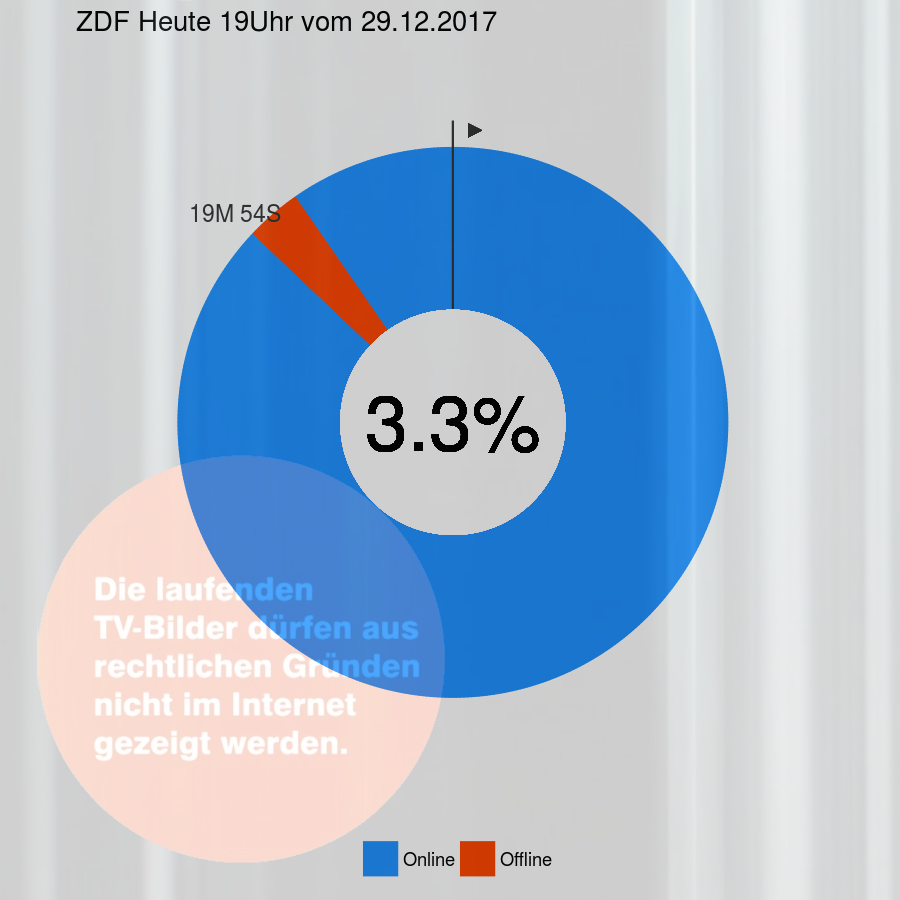 ZDF Heute 19Uhr vom 29.12.2017
19M 54S
3.3%
Die laufenden
TV-Bilder dürfen aus
rechtlichen Gründen
nicht im Internet
gezeigt werden.
Online Offline